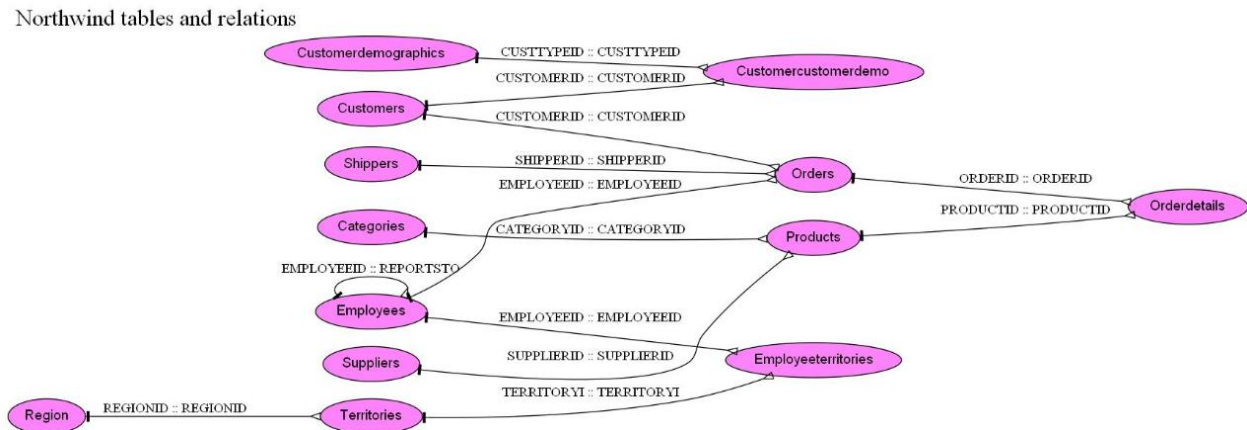 Northwind tables and relations
Customerdemographics
CUSTTYPEID :: CUSTTYPEID
Customercustomerdemo
CUSTOMERID :: CUSTOMERID
Customers
CUSTOMERID :: CUSTOMERID
Shippers
SHIPPERID :: SHIPPERID
Orders
EMPLOYEEID :: EMPLOYEEID
ORDERID :: ORDERID
Orderdetails
PRODUCTID :: PRODUCTID
Categories
CATEGORYID :: CATEGORYID
Products
EMPLOYEEID :: REPORTSTO
Employees
EMPLOYEEID :: EMPLOYEEID
Suppliers
SUPPLIERID :: SUPPLIERID
Employeeterritories
TERRITORYI :: TERRITORYI
Region
REGIONID :: REGIONID
Territories